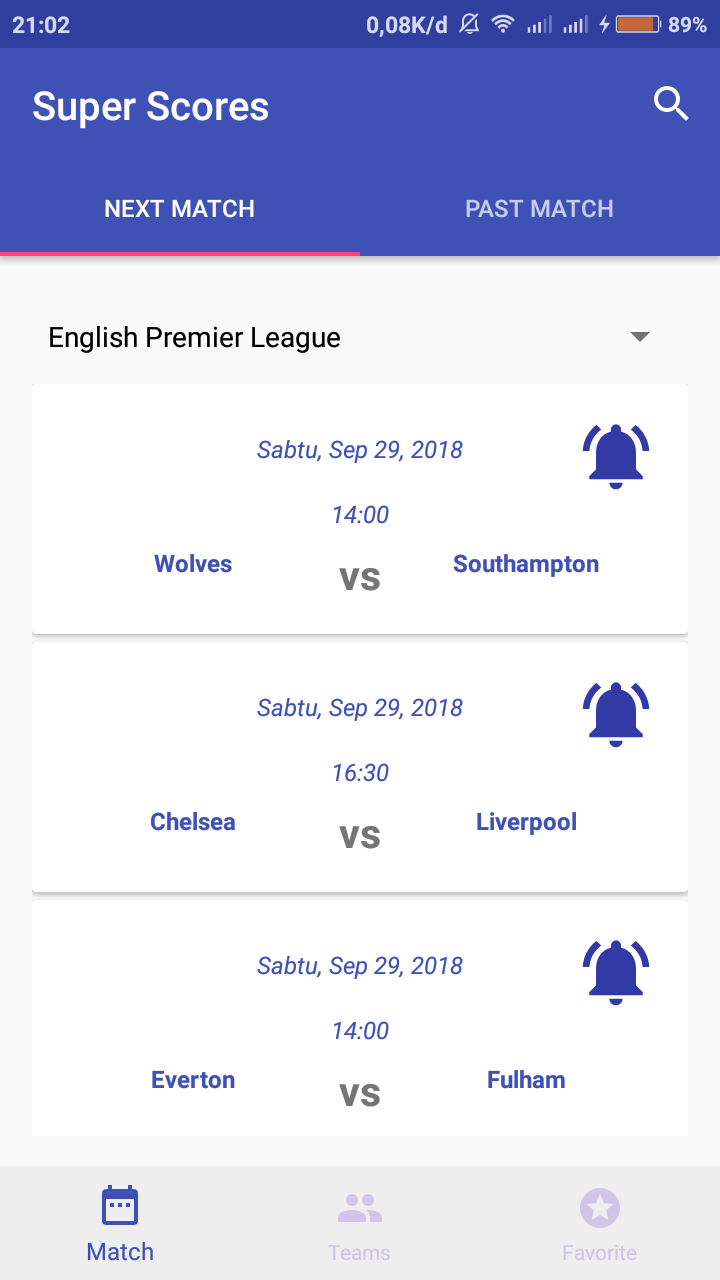 21:02 0,08K/d 89%
Super Scores
NEXT MATCH PAST MATCH
English Premier League
Sabtu, Sep 29, 2018
14:00
Wolves vs Southampton
Sabtu, Sep 29, 2018
16:30
Chelsea vs Liverpool
Sabtu, Sep 29, 2018
14:00
Everton vs Fulham
Match Teams Favorite